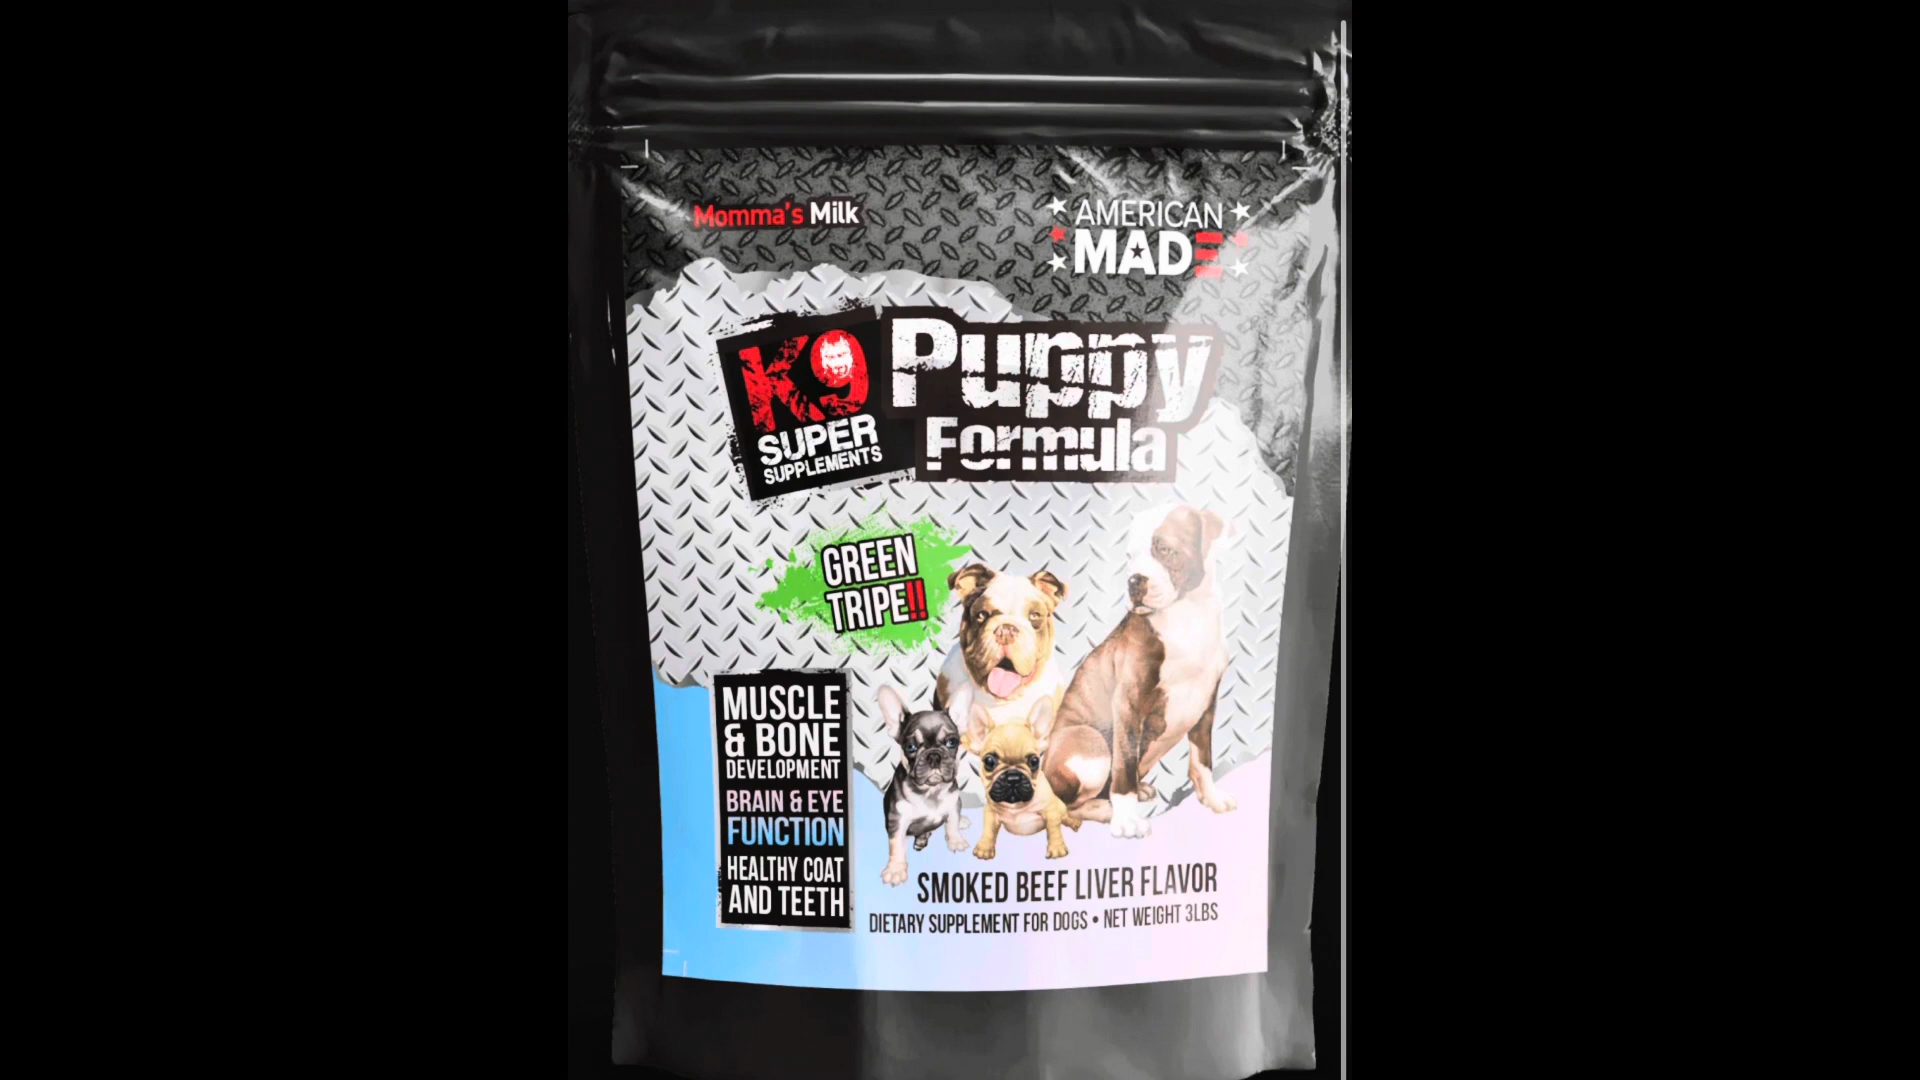 Momma's Milk
AMERICAN
MADE
K9
SUPER
SUPPLEMENTS
Puppy
Formula
GREEN
TRIPE!!
MUSCLE
& BONE
DEVELOPMENT
BRAIN & EYE
FUNCTION
HEALTHY COAT
AND TEETH
SMOKED BEEF LIVER FLAVOR
DIETARY SUPPLEMENT FOR DOGS • NET WEIGHT 3LBS